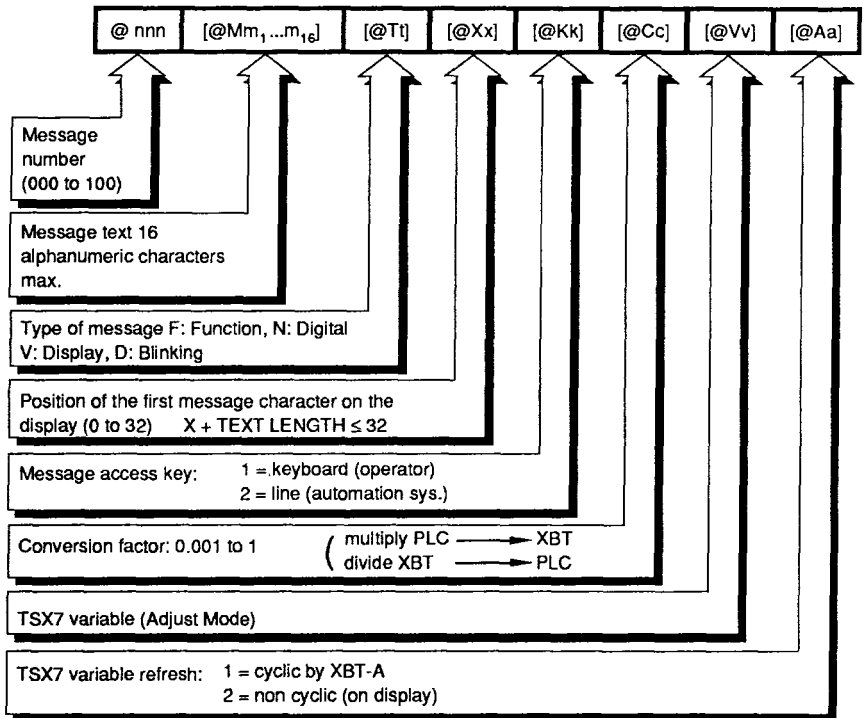 @ nnn [@Mm1...m16] [@Tt] [@Xx] [@Kk] [@Cc] [@Vv] [@Aa]
Message
number
(000 to 100)
Message text 16
alphanumeric characters
max.
Type of message F: Function, N: Digital
V: Display, D: Blinking
Position of the first message character on the
display (0 to 32) X + TEXT LENGTH ≤ 32
Message access key: 1 = keyboard (operator)
2 = line (automation sys.)
Conversion factor: 0.001 to 1 ( multiply PLC → XBT
divide XBT → PLC
TSX7 variable (Adjust Mode)
TSX7 variable refresh: 1 = cyclic by XBT-A
2 = non cyclic (on display)